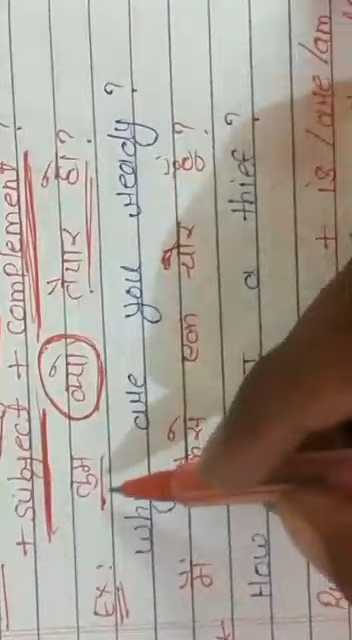 + subject + complement ?
Ex: तुम क्यों तैयार हो?
why are you ready?
मैं कैसे एक चोर हूँ?
How a thief?
+ is/are/am